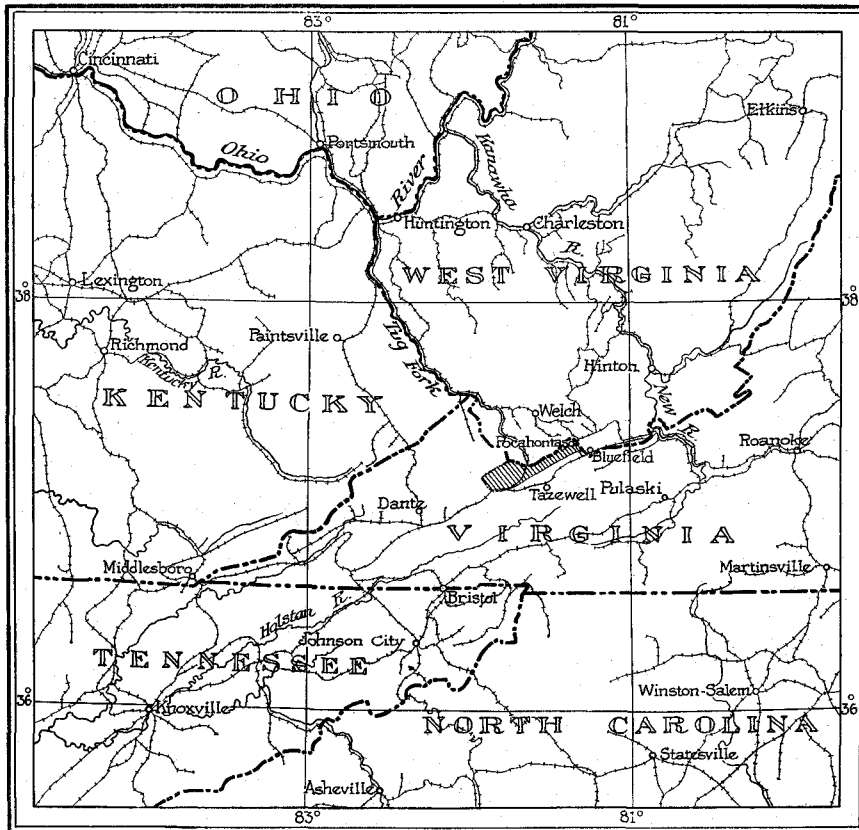 83°
81°
Cincinnati
OHIO
Elkins
Portsmouth
Ohio
River
Kanawha
Huntington
Charleston
R.
WEST VIRGINIA
Lexington
38°
38
Richmond
Paintsville
Tug Fork
Hinton
Kentucky R.
KENTUCKY
Welch
New R.
Pocahontas
Roanoke
Bluefield
Tazewell
Pulaski
Dante
VIRGINIA
Middlesboro
Martinsville
Bristol
Halstan R.
Johnson City
TENNESSEE
Winston-Salem
36°
36
Knoxville
NORTH CAROLINA
Statesville
Asheville
83°
81°